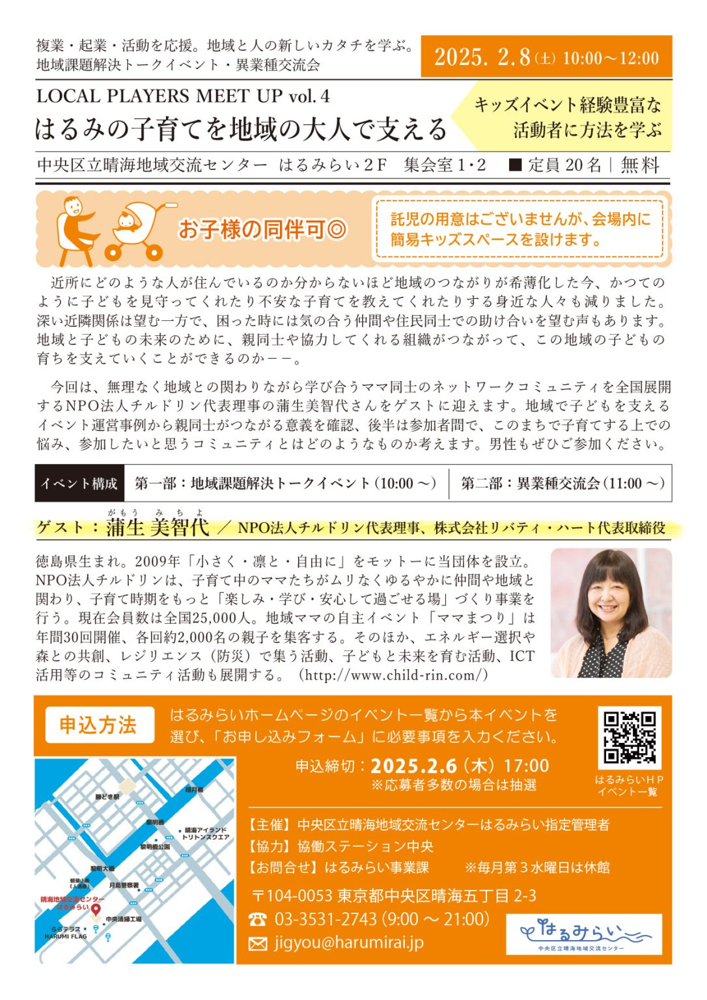 複業・起業・活動を応援。地域と人の新しいカタチを学ぶ。
地域課題解決トークイベント・異業種交流会
2025. 2.8（土）10:00～12:00
LOCAL PLAYERS MEET UP vol. 4
はるみの子育てを地域の大人で支える
キッズイベント経験豊富な
活動者に方法を学ぶ
中央区立晴海地域交流センター はるみらい２F 集会室１・２ ■ 定員 20 名｜無料
お子様の同伴可◎
託児の用意はございませんが、会場内に
簡易キッズスペースを設けます。
近所にどのような人が住んでいるのか分からないほど地域のつながりが希薄化した今、かつての
ように子どもを見守ってくれたり不安な子育てを教えてくれたりする身近な人々も減りました。
深い近隣関係は望む一方で、困った時には気の合う仲間や住民同士での助け合いを望む声もあります。
地域と子どもの未来のために、親同士や協力してくれる組織がつながって、この地域の子どもの
育ちを支えていくことができるのか－－。
今回は、無理なく地域との関わりながら学び合うママ同士のネットワークコミュニティを全国展開
するNPO法人チルドリン代表理事の蒲生美智代さんをゲストに迎えます。地域で子どもを支える
イベント運営事例から親同士がつながる意義を確認、後半は参加者間で、このまちで子育てする上での
悩み、参加したいと思うコミュニティとはどのようなものか考えます。男性もぜひご参加ください。
イベント構成 第一部：地域課題解決トークイベント（10:00 ～） 第二部：異業種交流会（11:00 ～）
がもう みちよ
ゲスト：蒲生 美智代 ／ NPO法人チルドリン代表理事、株式会社リバティ・ハート代表取締役
徳島県生まれ。2009年「小さく・凛と・自由に」をモットーに当団体を設立。
NPO法人チルドリンは、子育て中のママたちがムリなくゆるやかに仲間や地域と
関わり、子育て時期をもっと「楽しみ・学び・安心して過ごせる場」づくり事業を
行う。現在会員数は全国25,000人。地域ママの自主イベント「ママまつり」は
年間30回開催、各回約2,000名の親子を集客する。そのほか、エネルギー選択や
森との共創、レジリエンス（防災）で集う活動、子どもと未来を育む活動、ICT
活用等のコミュニティ活動も展開する。（http://www.child-rin.com/）
申込方法
はるみらいホームページのイベント一覧から本イベントを
選び、「お申し込みフォーム」に必要事項を入力ください。
申込締切：2025.2.6（木）17:00
※応募者多数の場合は抽選
はるみらいＨＰ
イベント一覧
勝どき駅
結月橋
黎明橋
晴海アイランド
トリトンスクエア
黎明橋公園
黎明大橋
朝潮小橋
（人道橋）
月島警察署
晴海地域交流センター
はるみらい
中央清掃工場
ららテラス
HARUMI FLAG
【主催】中央区立晴海地域交流センターはるみらい指定管理者
【協力】協働ステーション中央
【お問合せ】はるみらい事業課 ※毎月第３水曜日は休館
〒104-0053 東京都中央区晴海五丁目 2-3
03-3531-2743（9:00 ～ 21:00）
jigyou@harumirai.jp
はるみらい
中央区立晴海地域交流センター